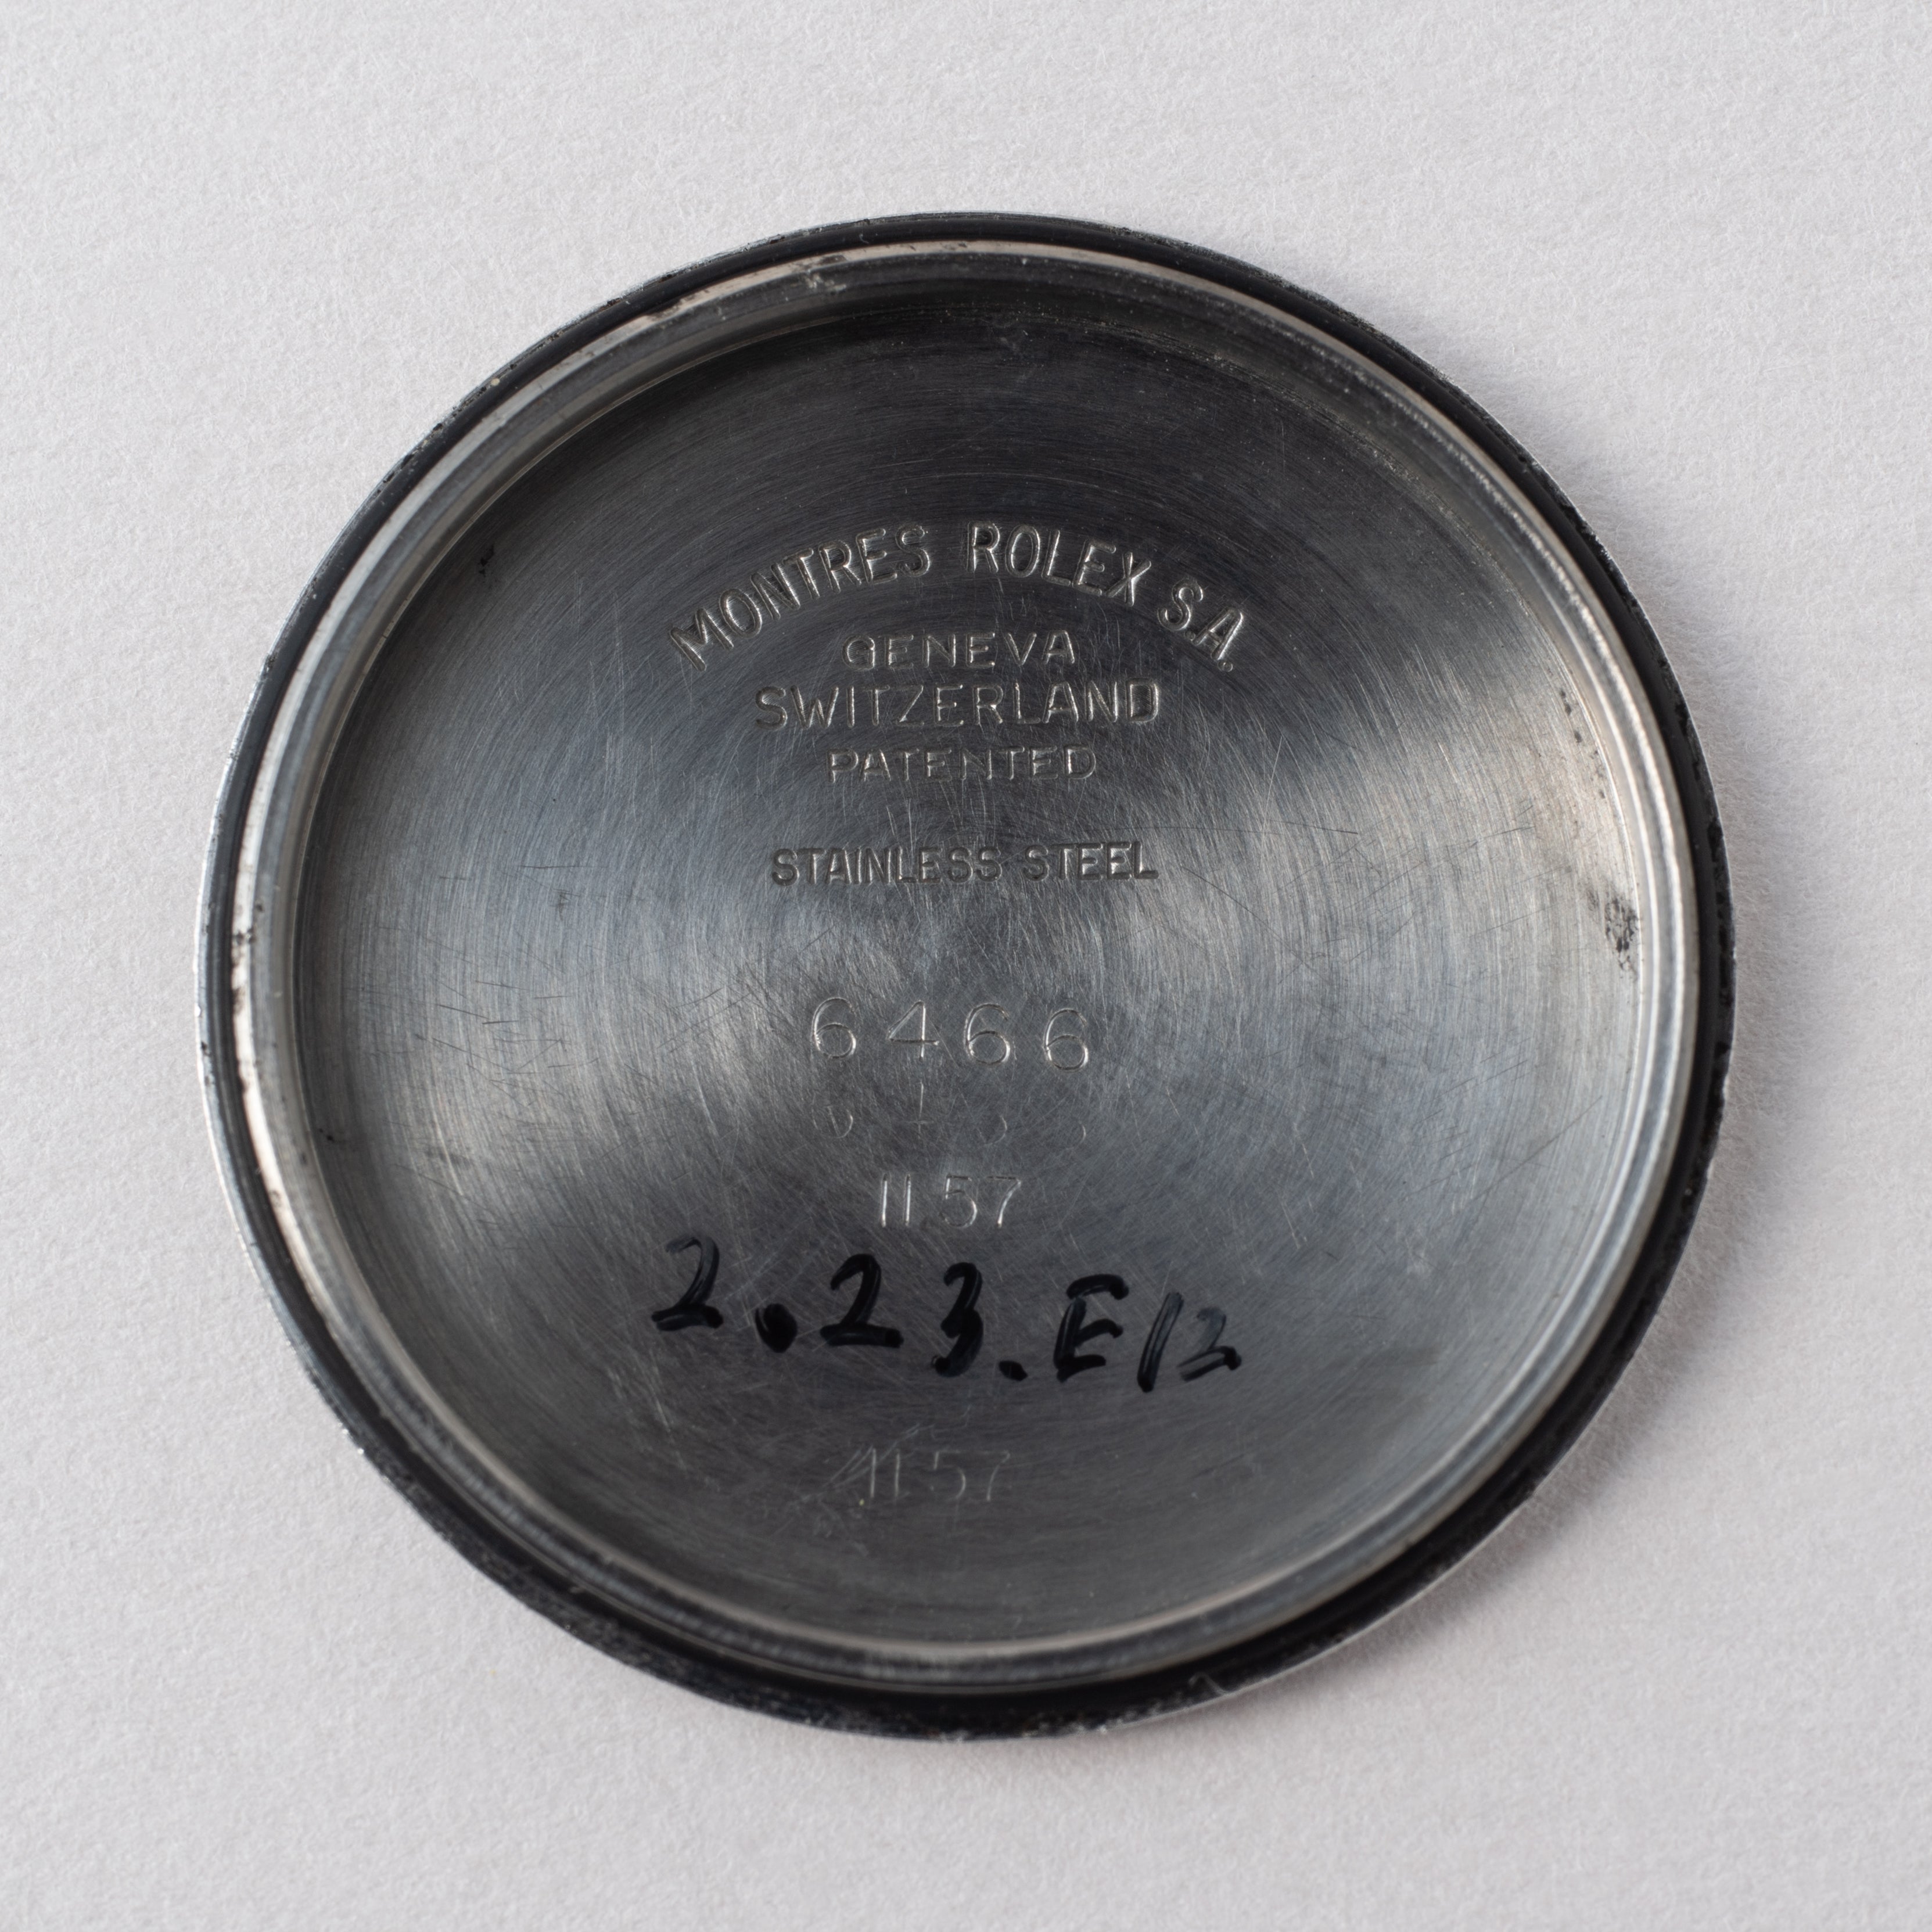 MONTRES ROLEX S.A.
GENEVA
SWITZERLAND
PATENTED
STAINLESS STEEL
6466
II 57
2.23.E12
II 57